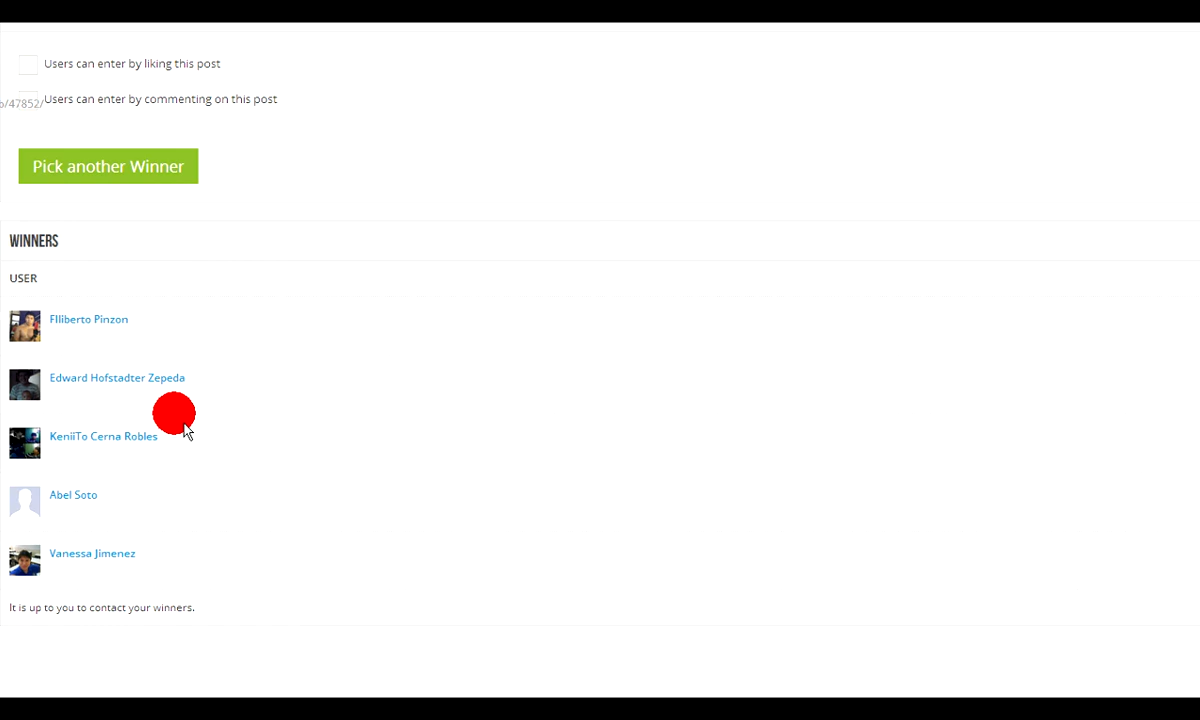 Users can enter by liking this post
Users can enter by commenting on this post
/47852/
Pick another Winner
WINNERS
USER
FIliberto Pinzon
Edward Hofstadter Zepeda
KeniiTo Cerna Robles
Abel Soto
Vanessa Jimenez
It is up to you to contact your winners.